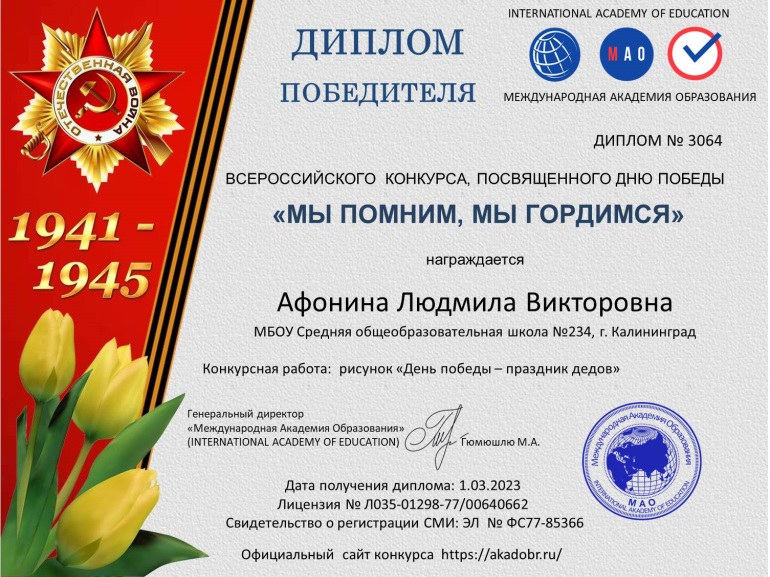 ОТЕЧЕСТВЕННАЯ ВОЙНА
1941 -
1945
ДИПЛОМ
ПОБЕДИТЕЛЯ
INTERNATIONAL ACADEMY OF EDUCATION
МАО
МЕЖДУНАРОДНАЯ АКАДЕМИЯ ОБРАЗОВАНИЯ
ДИПЛОМ № 3064
ВСЕРОССИЙСКОГО КОНКУРСА, ПОСВЯЩЕННОГО ДНЮ ПОБЕДЫ
«МЫ ПОМНИМ, МЫ ГОРДИМСЯ»
награждается
Афонина Людмила Викторовна
МБОУ Средняя общеобразовательная школа №234, г. Калининград
Конкурсная работа: рисунок «День победы – праздник дедов»
Генеральный директор
«Международная Академия Образования»
(INTERNATIONAL ACADEMY OF EDUCATION)
Гюмюшлю М.А.
Международная Академия Образования
МАО
INTERNATIONAL ACADEMY OF EDUCATION
Дата получения диплома: 1.03.2023
Лицензия № Л035-01298-77/00640662
Свидетельство о регистрации СМИ: ЭЛ № ФС77-85366
Официальный сайт конкурса https://akadobr.ru/